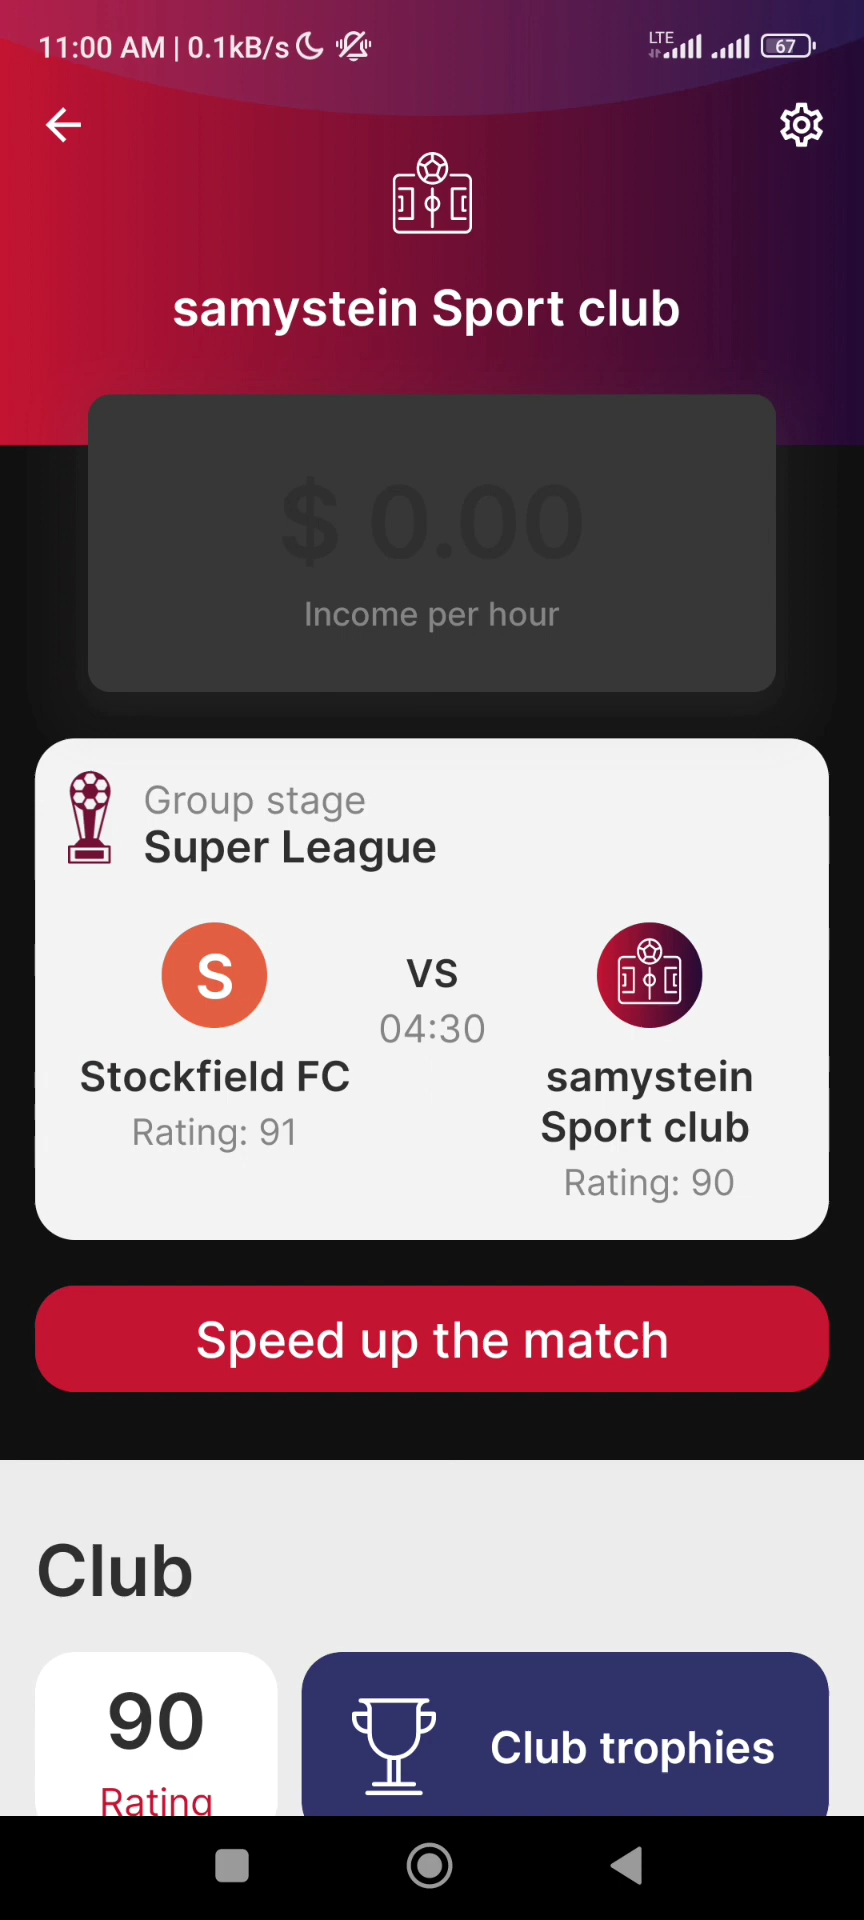 11:00 AM | 0.1kB/s LTE 67
samystein Sport club
$ 0.00
Income per hour
Group stage
Super League
S
VS
04:30
Stockfield FC
Rating: 91
samystein
Sport club
Rating: 90
Speed up the match
Club
90
Rating
Club trophies